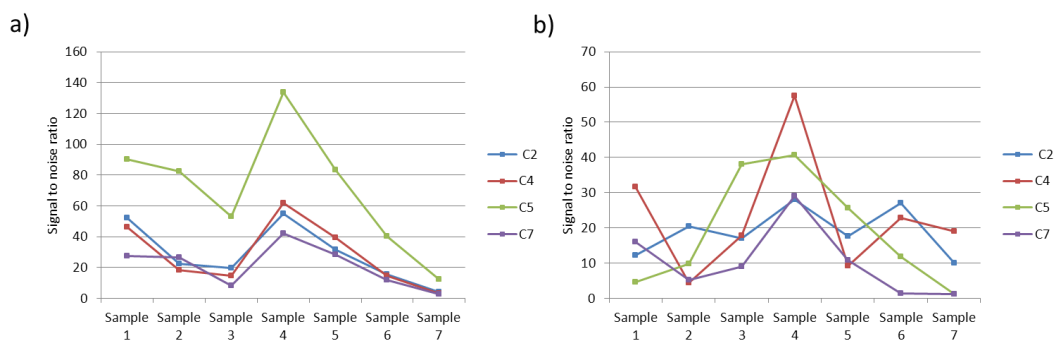 a)
Signal to noise ratio
160
140
120
100
80
60
40
20
0
Sample 1
Sample 2
Sample 3
Sample 4
Sample 5
Sample 6
Sample 7
C2
C4
C5
C7
b)
Signal to noise ratio
70
60
50
40
30
20
10
0
Sample 1
Sample 2
Sample 3
Sample 4
Sample 5
Sample 6
Sample 7
C2
C4
C5
C7